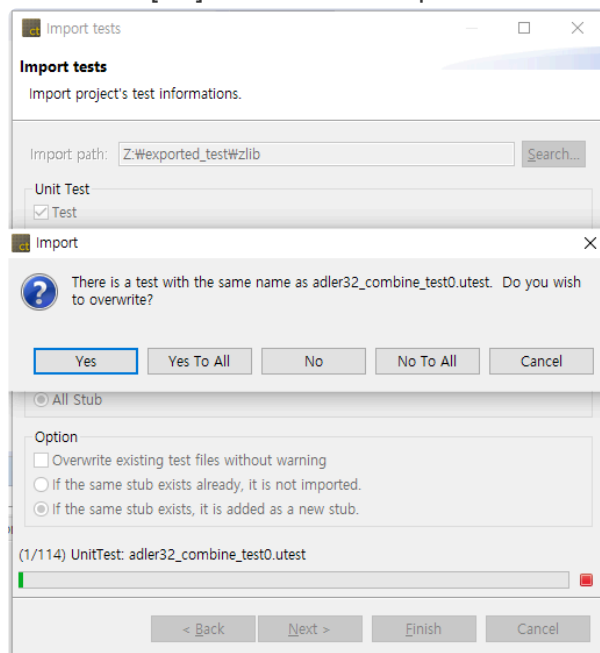 Import tests
Import tests
Import project's test informations.
Import path:
Z:₩exported_test₩zlib
Search...
Unit Test
Test
ct
Import
There is a test with the same name as adler32_combine_test0.utest. Do you wish
to overwrite?
Yes
Yes To All
No
No To All
Cancel
All Stub
Option
Overwrite existing test files without warning
If the same stub exists already, it is not imported.
If the same stub exists, it is added as a new stub.
(1/114) UnitTest: adler32_combine_test0.utest
< Back
Next >
Finish
Cancel